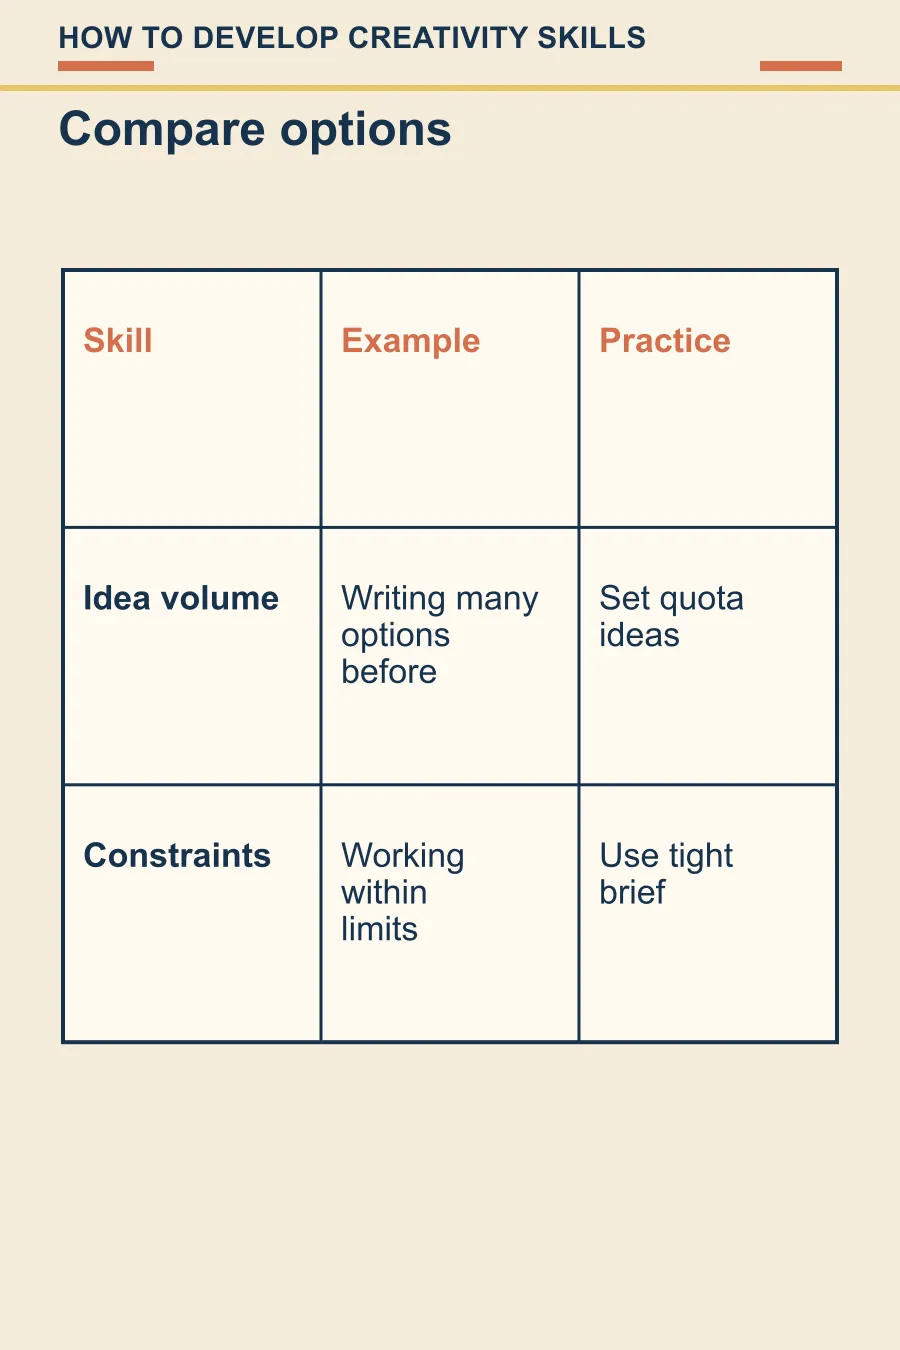 HOW TO DEVELOP CREATIVITY SKILLS
Compare options
Skill
Example
Practice
Idea volume
Writing many
options
before
Set quota
ideas
Constraints
Working
within
limits
Use tight
brief